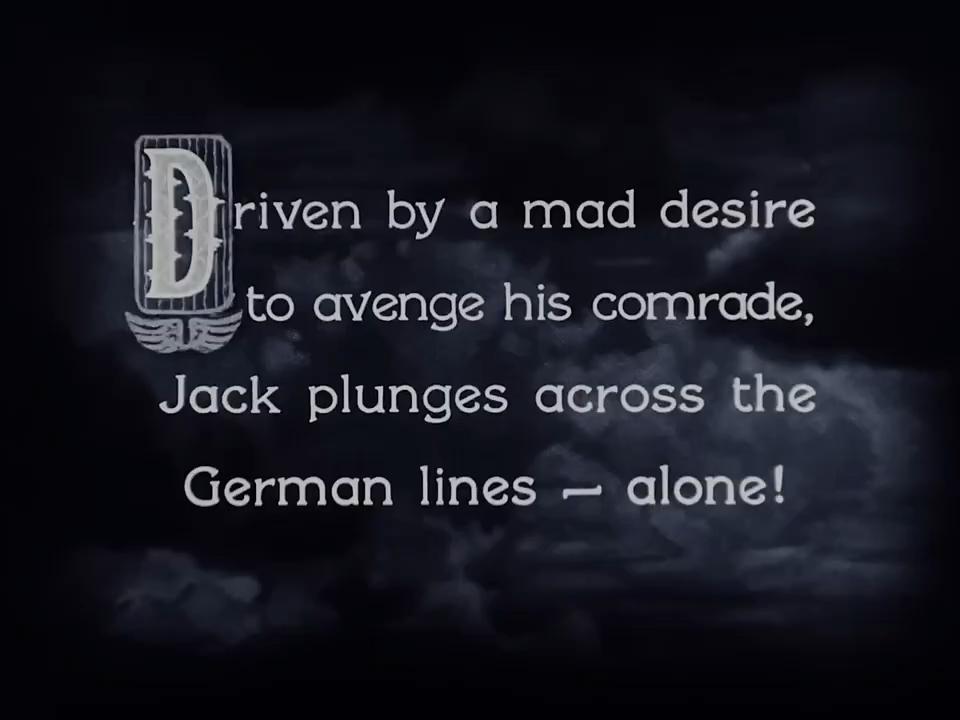 Driven by a mad desire
to avenge his comrade,
Jack plunges across the
German lines — alone!